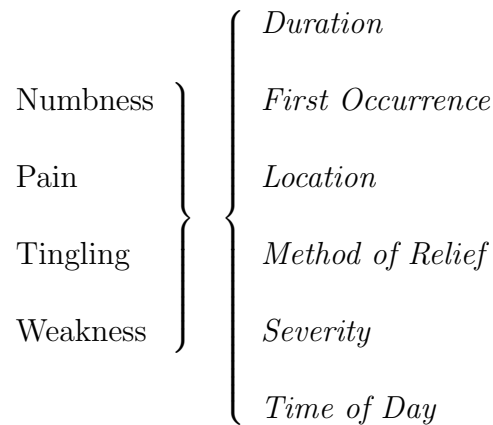 Numbness
Pain
Tingling
Weakness
Duration
First Occurrence
Location
Method of Relief
Severity
Time of Day